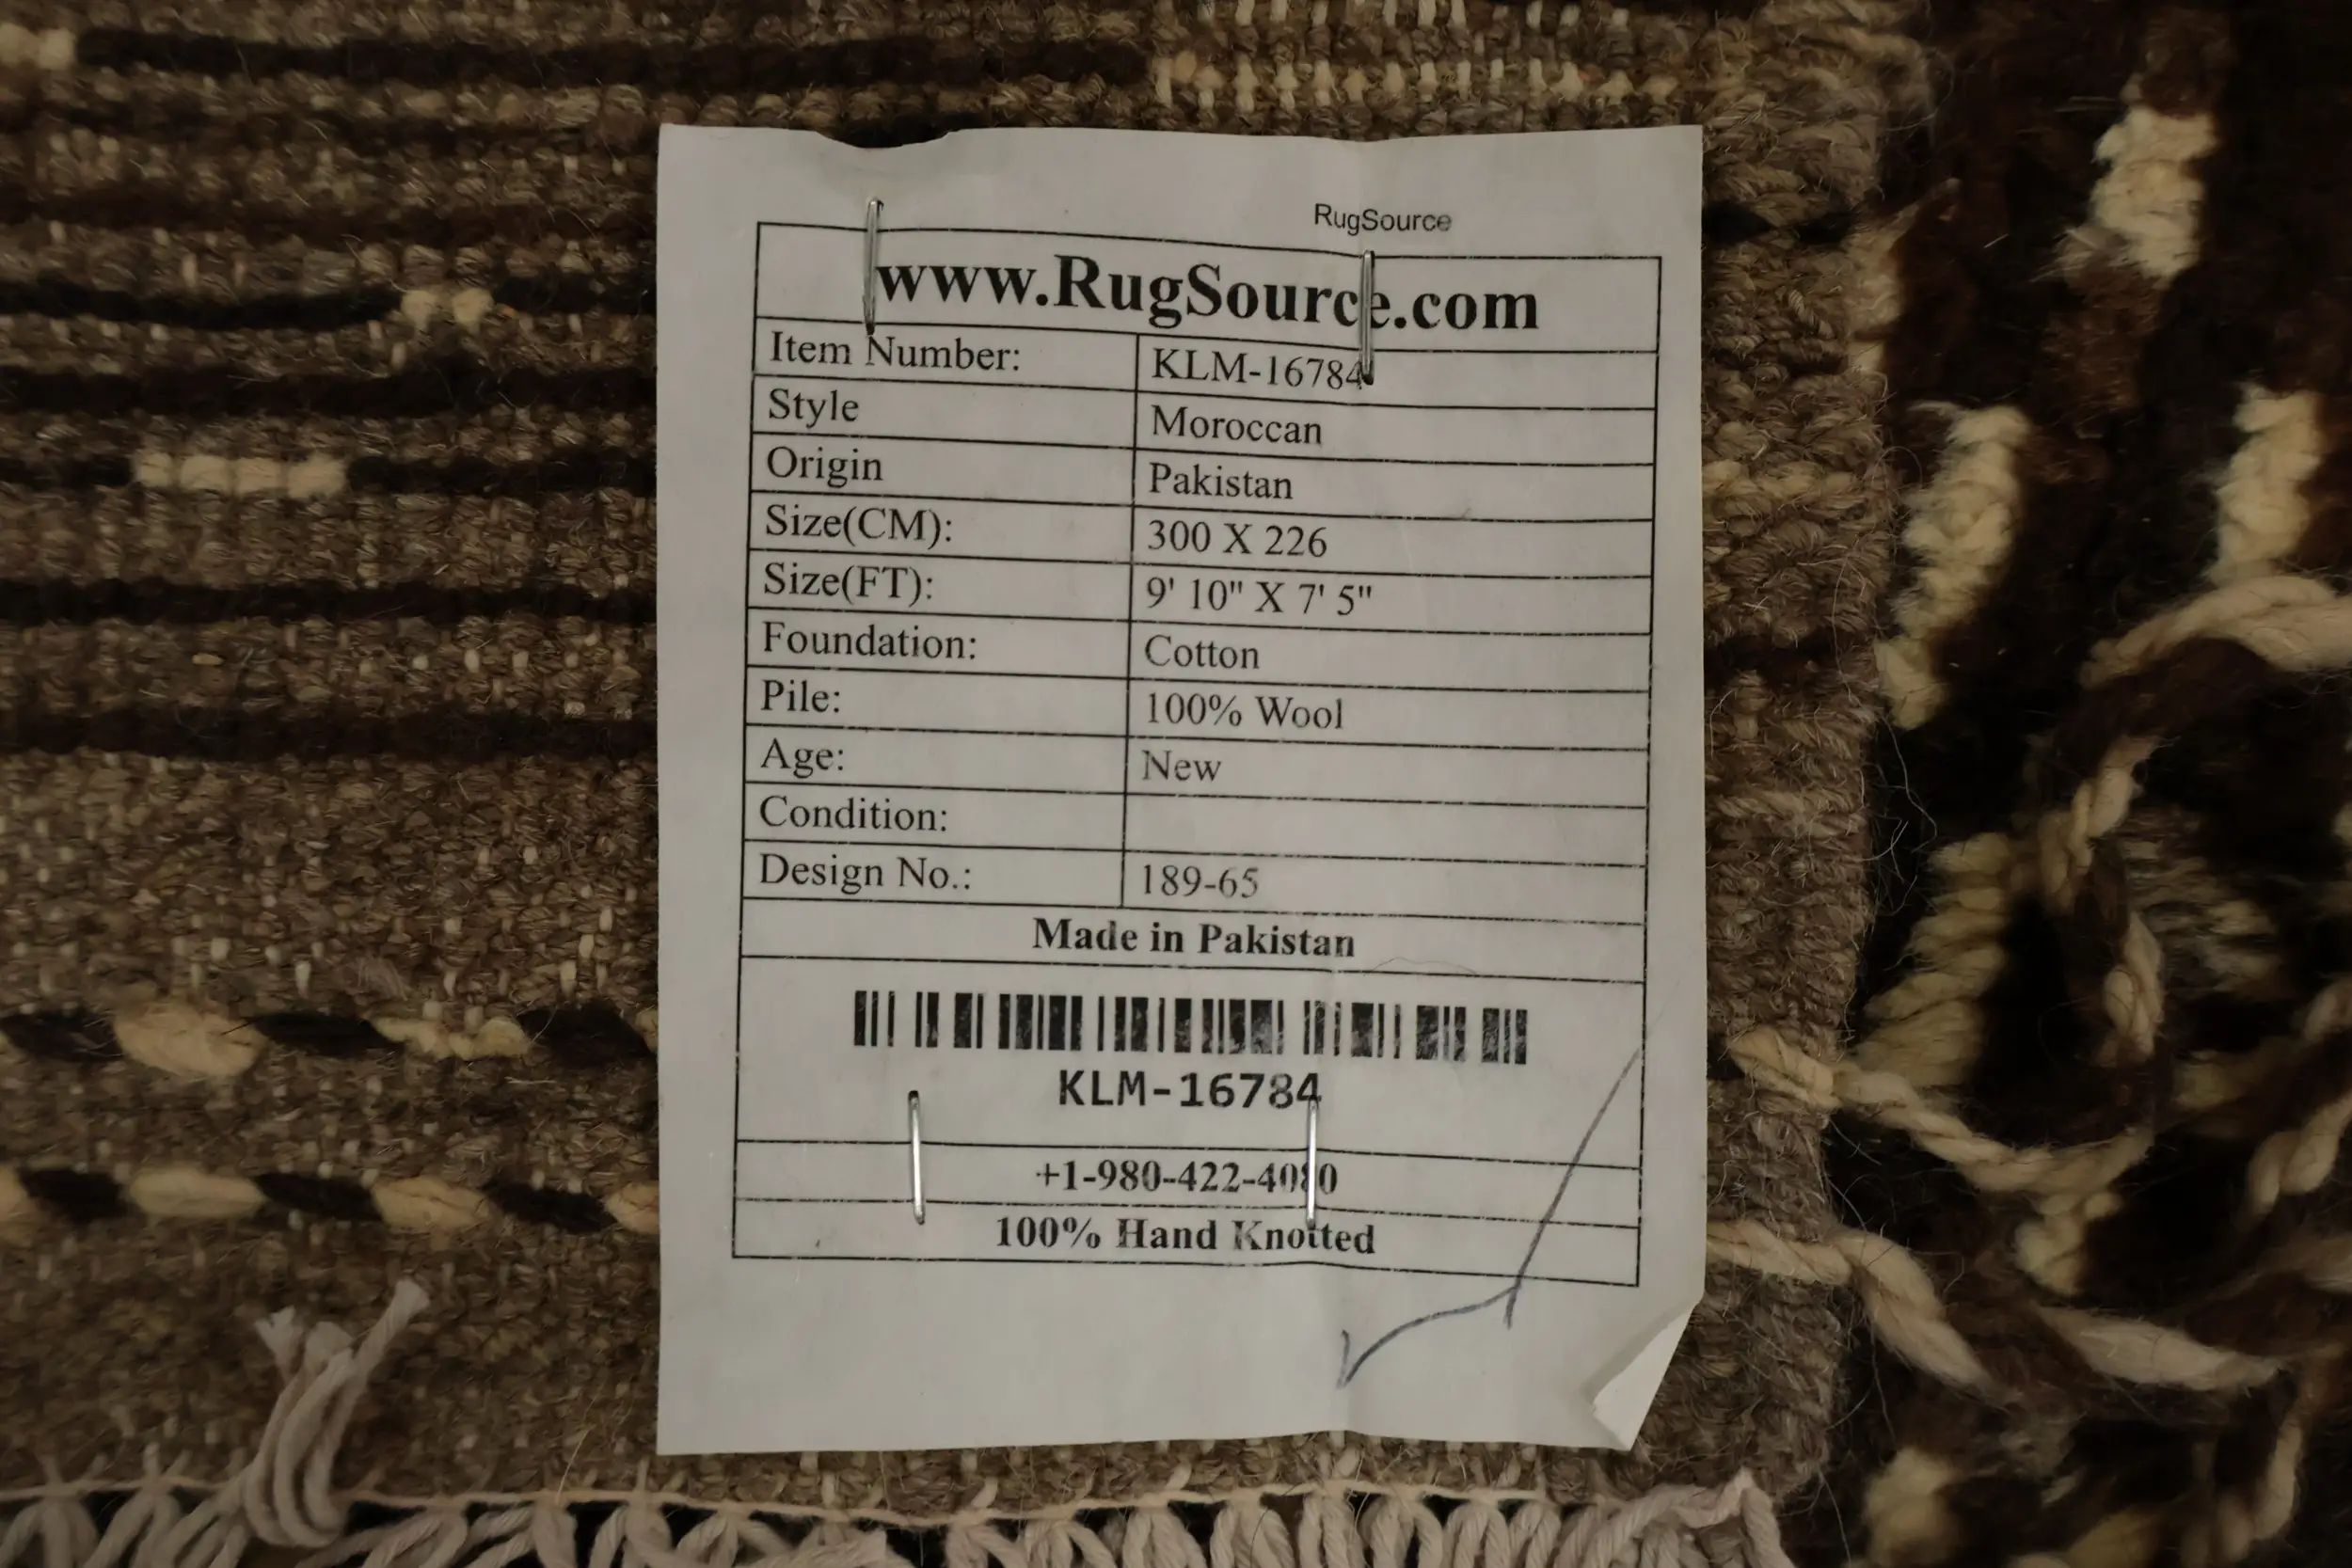 RugSource
www.RugSource.com
Item Number: KLM-16784
Style Moroccan
Origin Pakistan
Size(CM): 300 X 226
Size(FT): 9' 10" X 7' 5"
Foundation: Cotton
Pile: 100% Wool
Age: New
Condition:
Design No.: 189-65
Made in Pakistan
KLM-16784
+1-980-422-4080
100% Hand Knotted